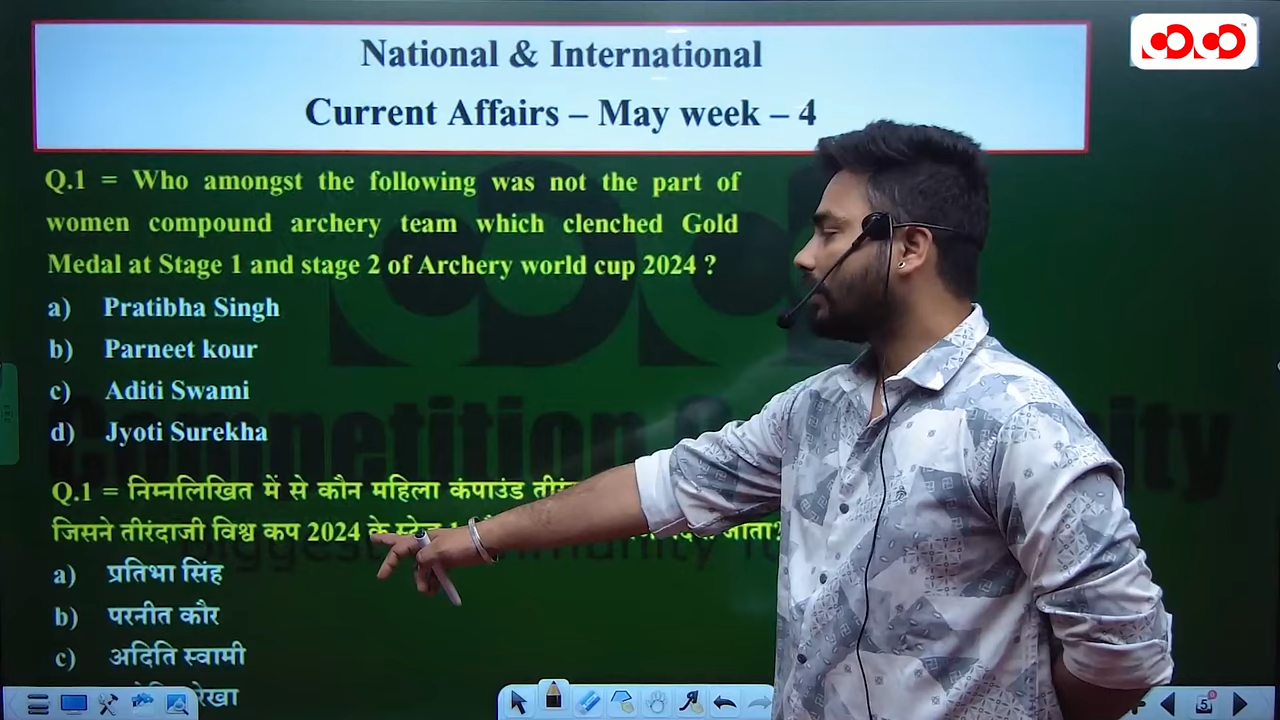 National & International
Current Affairs – May week – 4
Q.1 = Who amongst the following was not the part of
women compound archery team which clenched Gold
Medal at Stage 1 and stage 2 of Archery world cup 2024 ?
a) Pratibha Singh
b) Parneet kour
c) Aditi Swami
d) Jyoti Surekha
Q.1 = निम्नलिखित में से कौन महिला कंपाउंड
जिसने तीरंदाजी विश्व कप 2024 के स्टेज जाता?
a) प्रतिभा सिंह
b) परनीत कौर
c) अदिति स्वामी